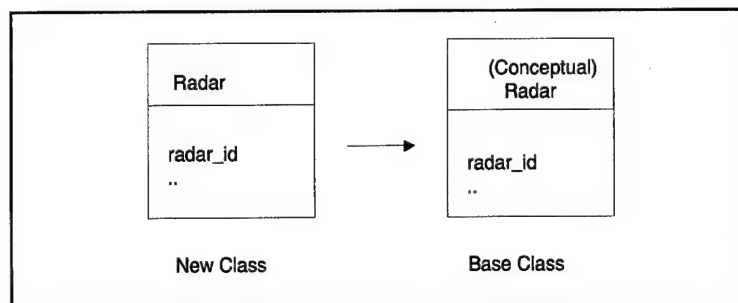 Radar
radar_id
..
New Class
(Conceptual)
Radar
radar_id
..
Base Class